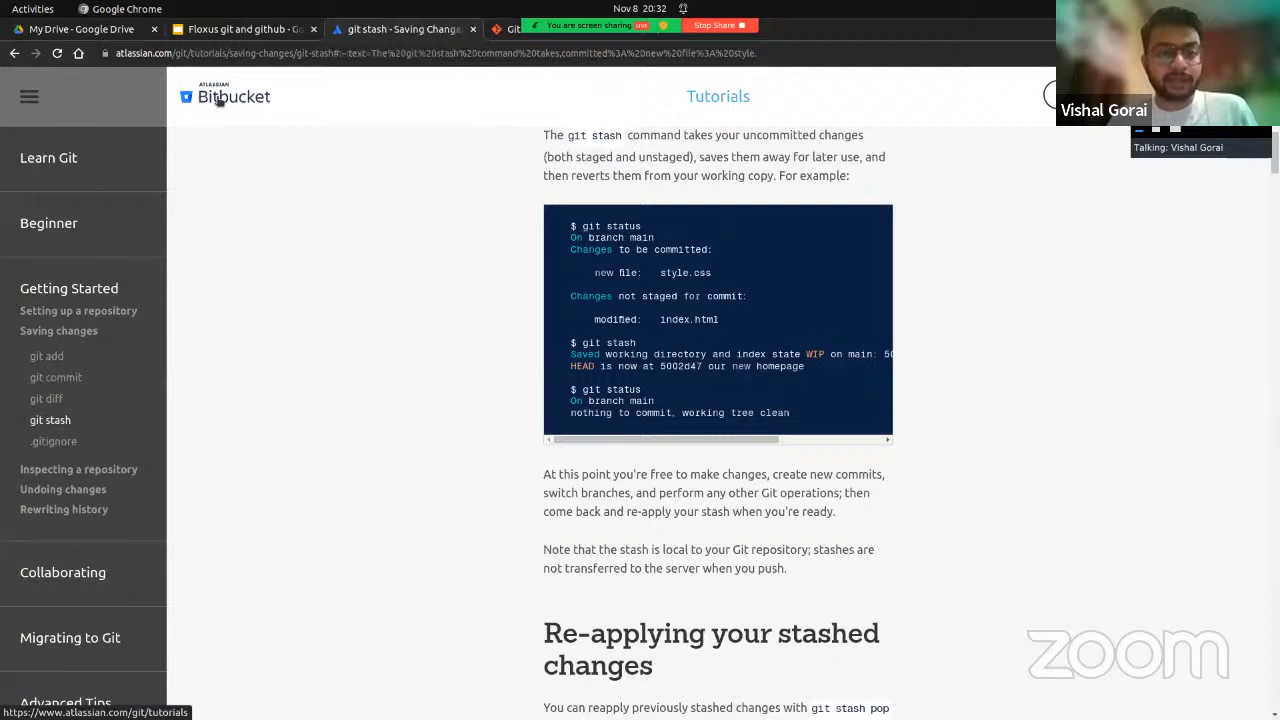 Activities
Google Chrome
Nov 8 20:32
My Drive - Google Drive
Floxus git and github - G
git stash - Saving Change
Git
You are screen sharing
LIVE
Stop Share
atlassian.com/git/tutorials/saving-changes/git-stash#:~:text=The%20git%20stash%20command%20takes,committed%3A%20new%20file%3A%20style.
ATLASSIAN
Bitbucket
Tutorials
Vishal Gorai
Talking: Vishal Gorai
Learn Git
Beginner
Getting Started
Setting up a repository
Saving changes
git add
git commit
git diff
git stash
.gitignore
Inspecting a repository
Undoing changes
Rewriting history
Collaborating
Migrating to Git
Advanced Tips
https://www.atlassian.com/git/tutorials
The git stash command takes your uncommitted changes
(both staged and unstaged), saves them away for later use, and
then reverts them from your working copy. For example:
$ git status
On branch main
Changes to be committed:
new file: style.css
Changes not staged for commit:
modified: index.html
$ git stash
Saved working directory and index state WIP on main: 50
HEAD is now at 5002d47 our new homepage
$ git status
On branch main
nothing to commit, working tree clean
At this point you're free to make changes, create new commits,
switch branches, and perform any other Git operations; then
come back and re-apply your stash when you're ready.
Note that the stash is local to your Git repository; stashes are
not transferred to the server when you push.
Re-applying your stashed
changes
You can reapply previously stashed changes with git stash pop
zoom